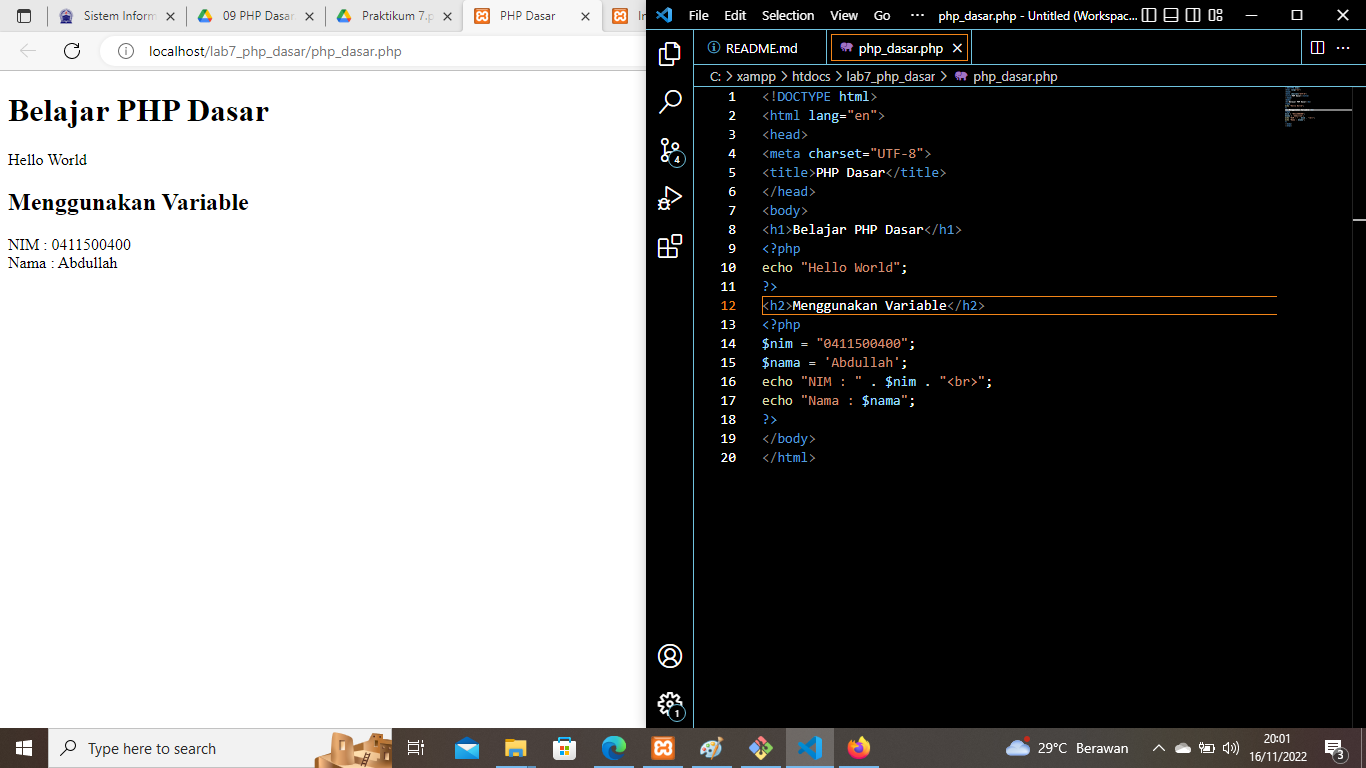 Sistem Inform
09 PHP Dasar
Praktikum 7.p
PHP Dasar
localhost/lab7_php_dasar/php_dasar.php
Belajar PHP Dasar
Hello World
Menggunakan Variable
NIM : 0411500400
Nama : Abdullah
File Edit Selection View Go ··· php_dasar.php - Untitled (Workspac...
README.md
php_dasar.php
C: > xampp > htdocs > lab7_php_dasar > php_dasar.php
1 <!DOCTYPE html>
2 <html lang="en">
3 <head>
4 <meta charset="UTF-8">
5 <title>PHP Dasar</title>
6 </head>
7 <body>
8 <h1>Belajar PHP Dasar</h1>
9 <?php
10 echo "Hello World";
11 ?>
12 <h2>Menggunakan Variable</h2>
13 <?php
14 $nim = "0411500400";
15 $nama = 'Abdullah';
16 echo "NIM : " . $nim . "<br>";
17 echo "Nama : $nama";
18 ?>
19 </body>
20 </html>
4
1
Type here to search
29°C Berawan
20:01
16/11/2022
3